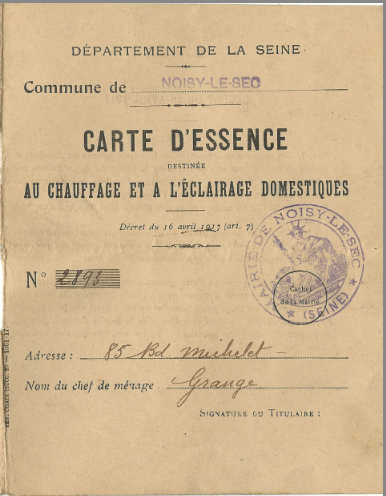 DÉPARTEMENT DE LA SEINE
Commune de NOISY-LE-SEC
CARTE D'ESSENCE
DESTINÉE
AU CHAUFFAGE ET A L'ÉCLAIRAGE DOMESTIQUES
Décret du 16 avril 1917 (art. 7)
MAIRIE DE NOISY-LE-SEC
(SEINE)
Cachet
de la Mairie
N° 2893
Adresse : 85 Bd Michelet
Nom du chef de ménage Grange
SIGNATURE DU TITULAIRE :